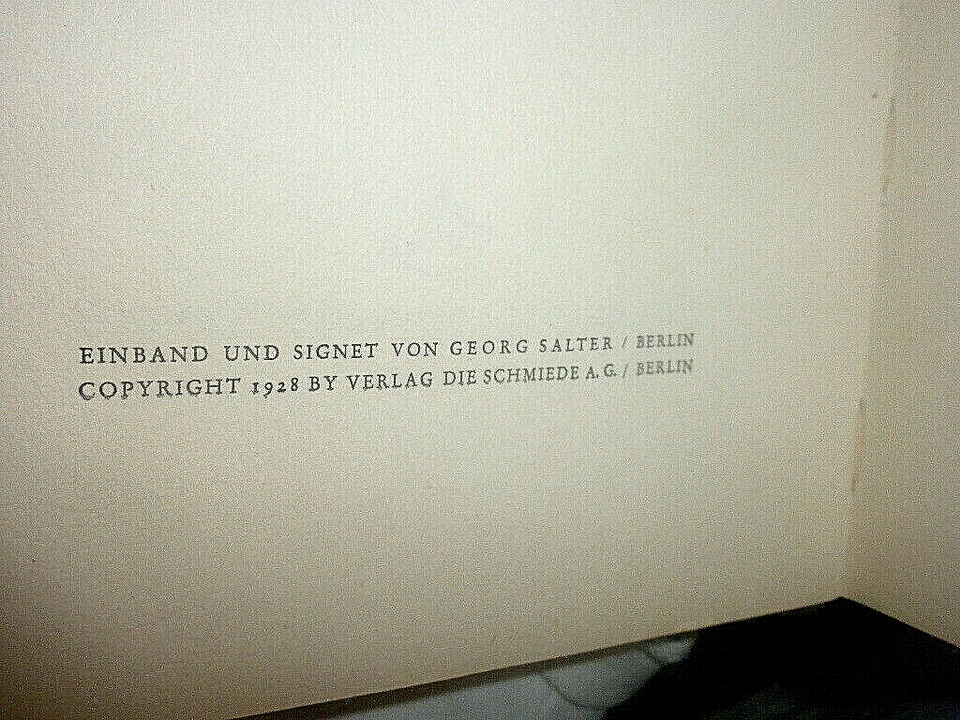 EINBAND UND SIGNET VON GEORG SALTER / BERLIN
COPYRIGHT 1928 BY VERLAG DIE SCHMIEDE A.G. / BERLIN